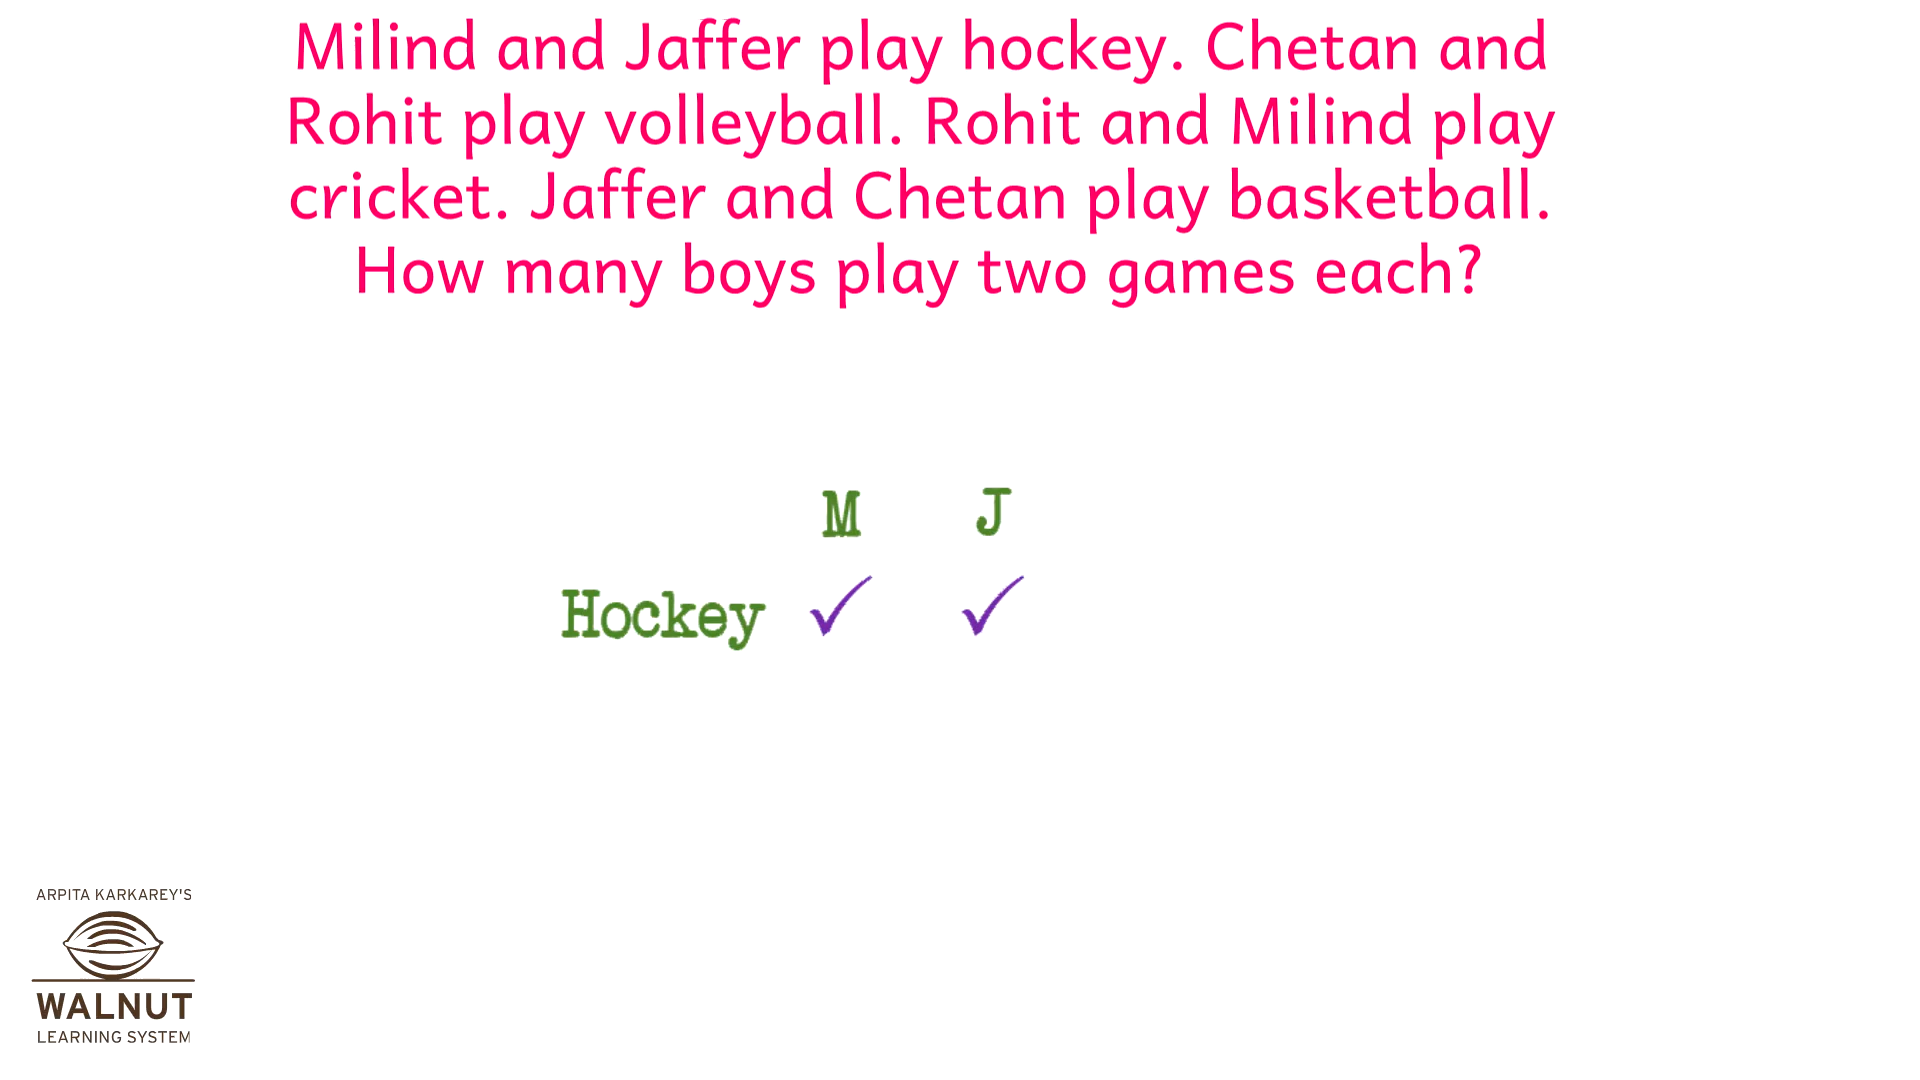 Milind and Jaffer play hockey. Chetan and
Rohit play volleyball. Rohit and Milind play
cricket. Jaffer and Chetan play basketball.
How many boys play two games each?
M J
Hockey ✓ ✓
ARPITA KARKAREY'S
WALNUT
LEARNING SYSTEM